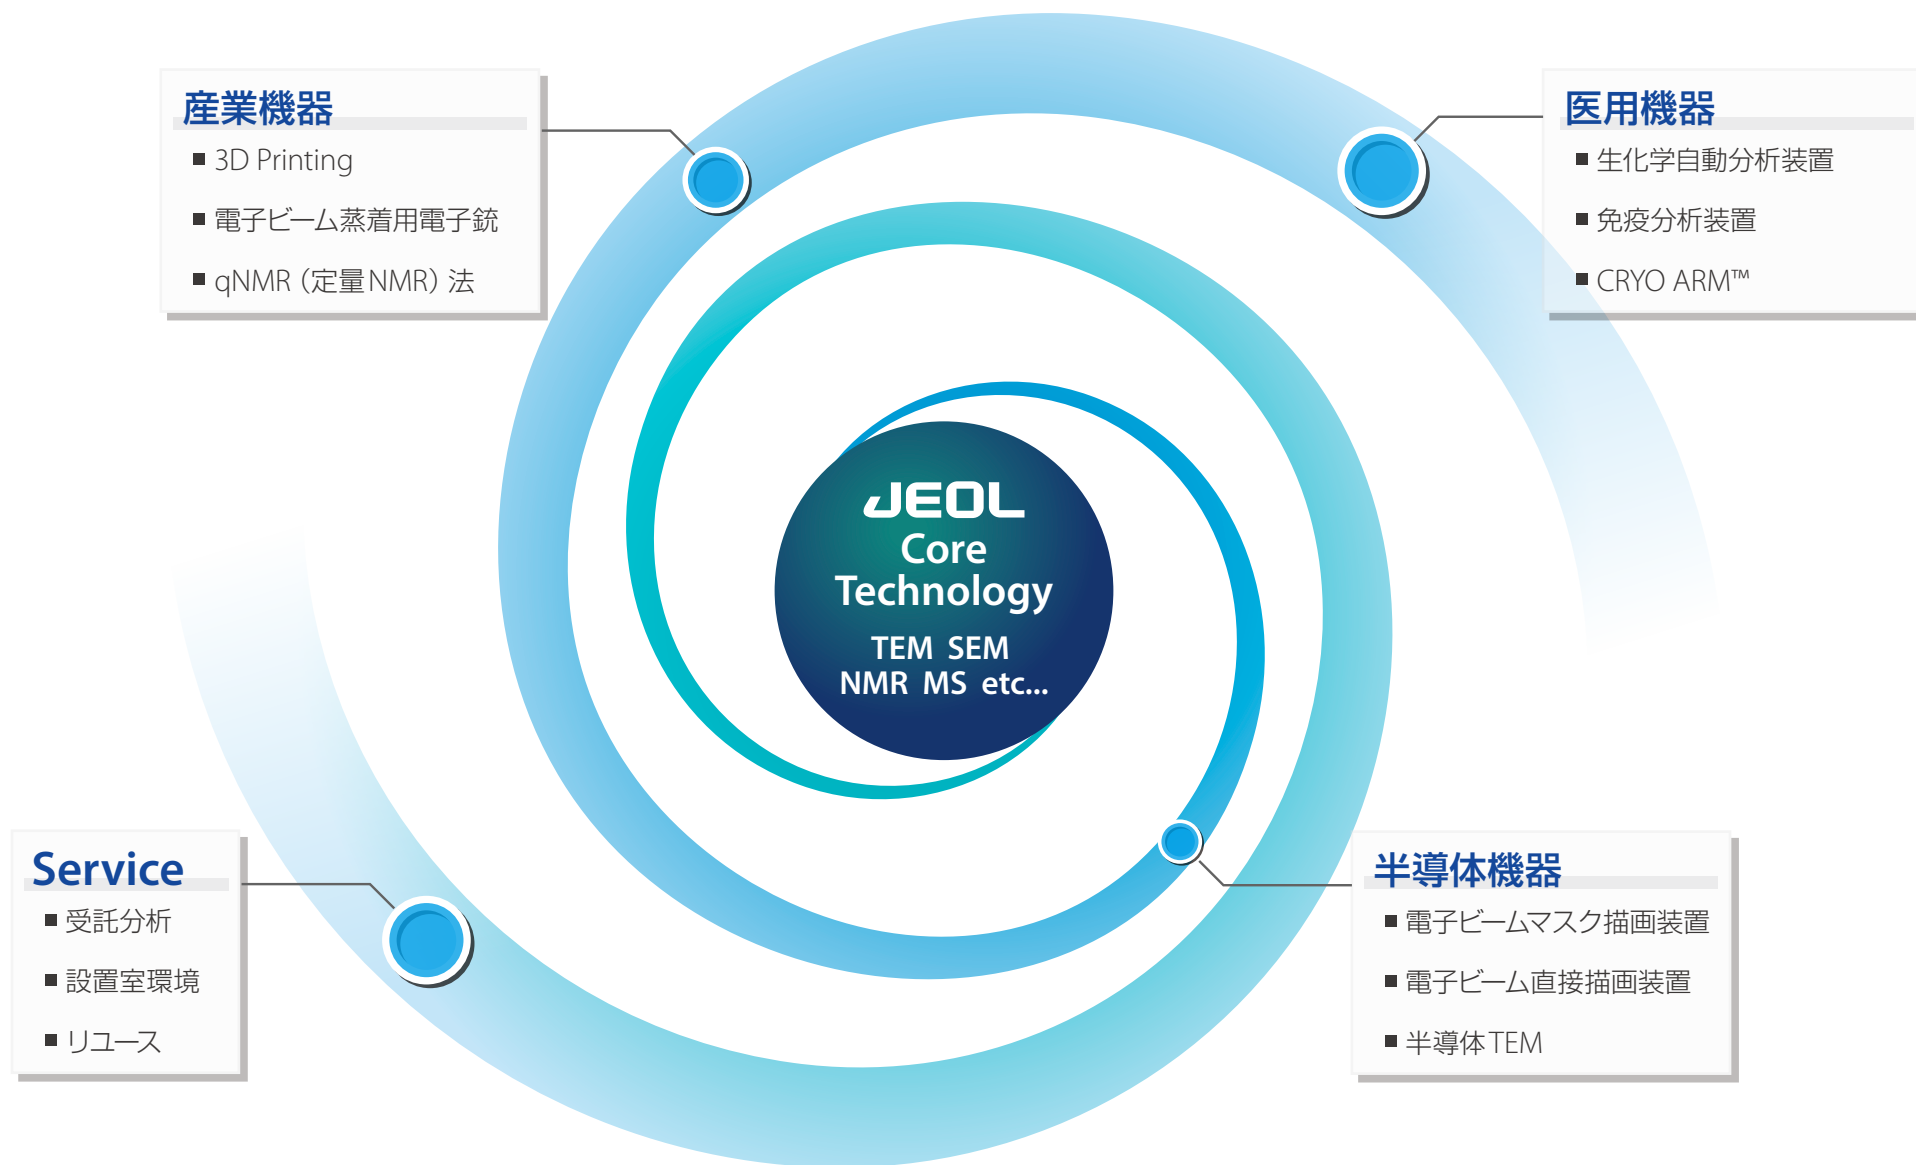 産業機器
■ 3D Printing
■ 電子ビーム蒸着用電子銃
■ qNMR（定量NMR）法
医用機器
■ 生化学自動分析装置
■ 免疫分析装置
■ CRYO ARM™
JEOL
Core
Technology
TEM SEM
NMR MS etc...
Service
■ 受託分析
■ 設置室環境
■ リユース
半導体機器
■ 電子ビームマスク描画装置
■ 電子ビーム直接描画装置
■ 半導体TEM